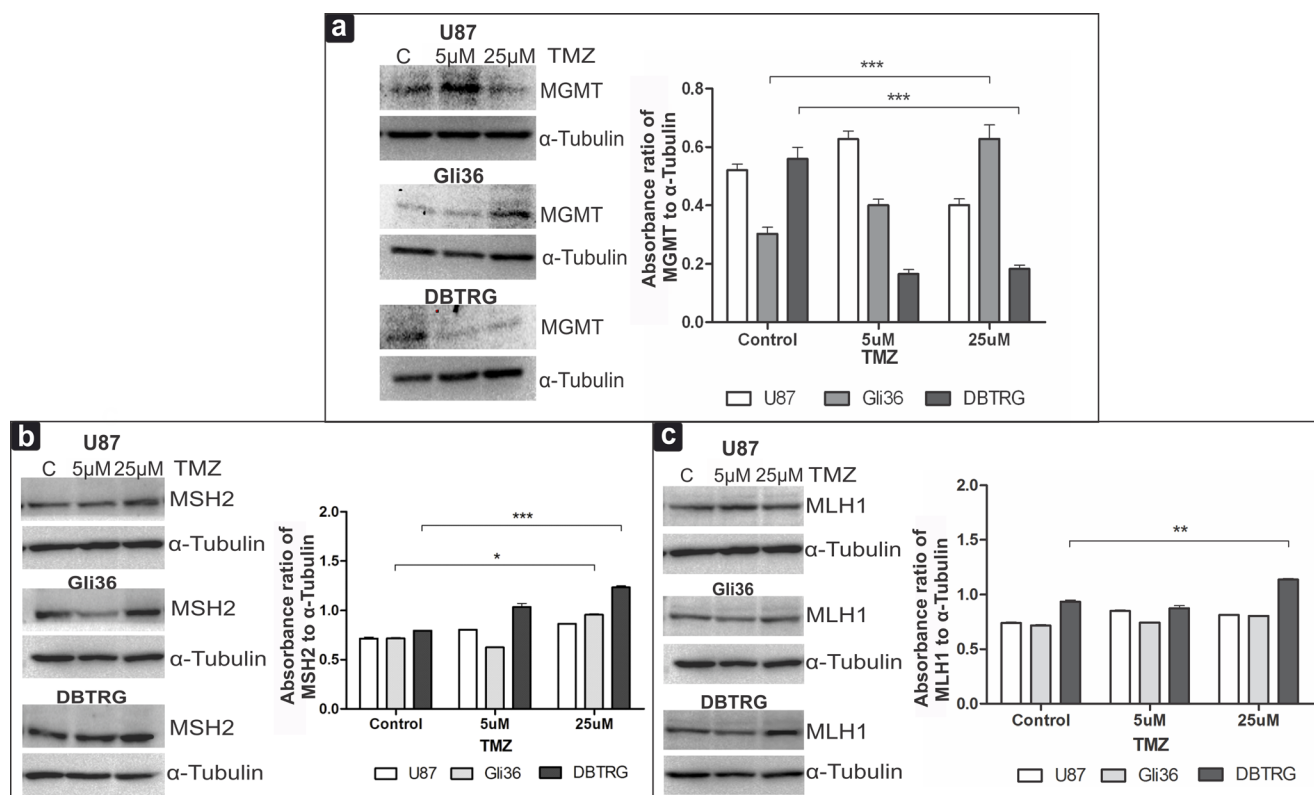 a
U87
C 5µM 25µM TMZ
MGMT
α-Tubulin
Gli36
MGMT
α-Tubulin
DBTRG
MGMT
α-Tubulin
Absorbance ratio of
MGMT to α-Tubulin
0.8
0.6
0.4
0.2
0.0
***
***
Control 5uM 25uM
TMZ
U87 Gli36 DBTRG
b
U87
C 5µM 25µM TMZ
MSH2
α-Tubulin
Gli36
MSH2
α-Tubulin
DBTRG
MSH2
α-Tubulin
Absorbance ratio of
MSH2 to α-Tubulin
2.0
1.5
1.0
0.5
0.0
***
*
Control 5uM 25uM
TMZ
U87 Gli36 DBTRG
c
U87
C 5µM 25µM TMZ
MLH1
α-Tubulin
Gli36
MLH1
α-Tubulin
DBTRG
MLH1
α-Tubulin
Absorbance ratio of
MLH1 to α-Tubulin
2.0
1.5
1.0
0.5
0.0
**
Control 5uM 25uM
TMZ
U87 Gli36 DBTRG